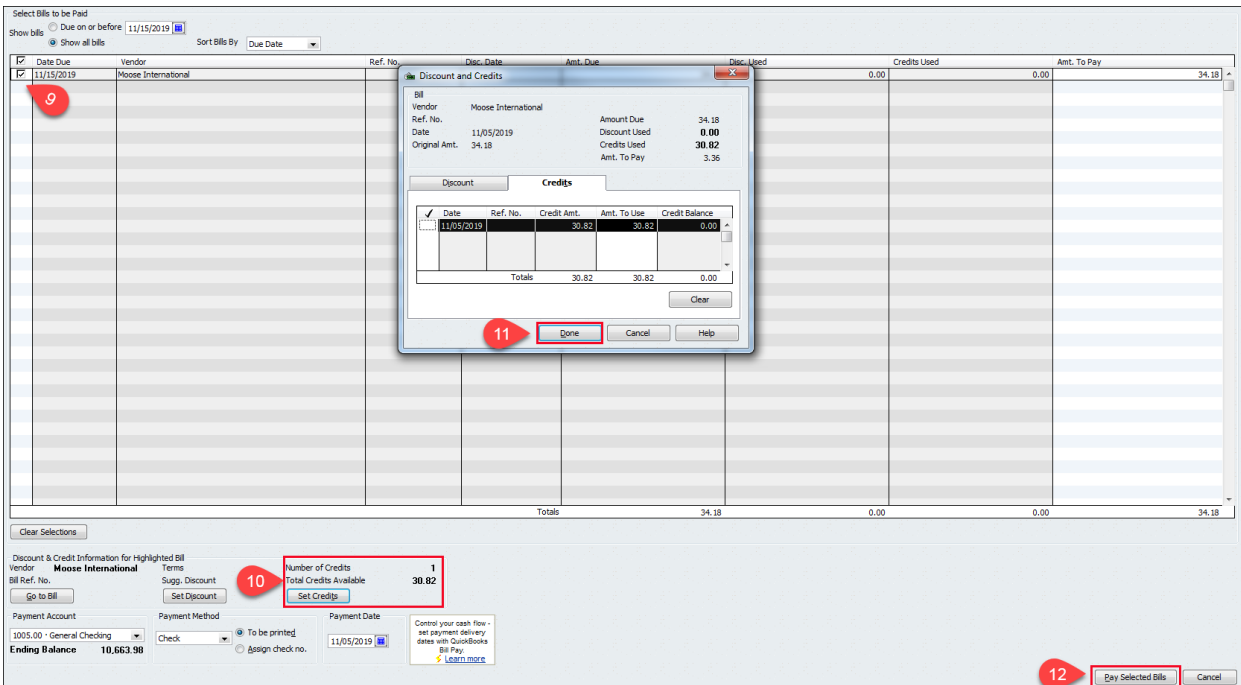 Select Bills to be Paid
Show bills Due on or before 11/15/2019
Show all bills Sort Bills By Due Date
Date Due Vendor Ref. No. Disc. Date Amt. Due Disc. Used Credits Used Amt. To Pay
11/15/2019 Moose International 0.00 0.00 34.18
9
Discount and Credits
Bill
Vendor Moose International
Ref. No. Amount Due 34.18
Date 11/05/2019 Discount Used 0.00
Original Amt. 34.18 Credits Used 30.82
Amt. To Pay 3.36
Discount Credits
Date Ref. No. Credit Amt. Amt. To Use Credit Balance
11/05/2019 30.82 30.82 0.00
Totals 30.82 30.82 0.00
Clear
11 Done Cancel Help
Totals 34.18 0.00 0.00 34.18
Clear Selections
Discount & Credit Information for Highlighted Bill
Vendor Moose International Terms Number of Credits 1
Bill Ref. No. Sugg. Discount 10 Total Credits Available 30.82
Go to Bill Set Discount Set Credits
Payment Account Payment Method Payment Date
1005.00 · General Checking Check To be printed 11/05/2019
Ending Balance 10,663.98 Assign check no.
Control your cash flow -
set payment delivery
dates with QuickBooks
Bill Pay.
Learn more
12 Pay Selected Bills Cancel